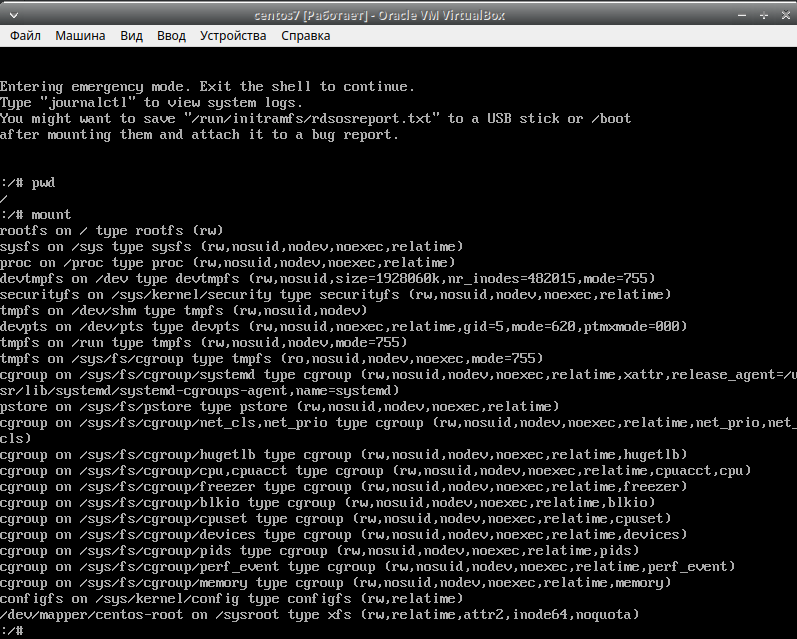 centos7 [Работает] - Oracle VM VirtualBox
Файл Машина Вид Ввод Устройства Справка
Entering emergency mode. Exit the shell to continue.
Type "journalctl" to view system logs.
You might want to save "/run/initramfs/rdsosreport.txt" to a USB stick or /boot
after mounting them and attach it to a bug report.
:/# pwd
/
:/# mount
rootfs on / type rootfs (rw)
sysfs on /sys type sysfs (rw,nosuid,nodev,noexec,relatime)
proc on /proc type proc (rw,nosuid,nodev,noexec,relatime)
devtmpfs on /dev type devtmpfs (rw,nosuid,size=1928060k,nr_inodes=482015,mode=755)
securityfs on /sys/kernel/security type securityfs (rw,nosuid,nodev,noexec,relatime)
tmpfs on /dev/shm type tmpfs (rw,nosuid,nodev)
devpts on /dev/pts type devpts (rw,nosuid,noexec,relatime,gid=5,mode=620,ptmxmode=000)
tmpfs on /run type tmpfs (rw,nosuid,nodev,mode=755)
tmpfs on /sys/fs/cgroup type tmpfs (ro,nosuid,nodev,noexec,mode=755)
cgroup on /sys/fs/cgroup/systemd type cgroup (rw,nosuid,nodev,noexec,relatime,xattr,release_agent=/u
sr/lib/systemd/systemd-cgroups-agent,name=systemd)
pstore on /sys/fs/pstore type pstore (rw,nosuid,nodev,noexec,relatime)
cgroup on /sys/fs/cgroup/net_cls,net_prio type cgroup (rw,nosuid,nodev,noexec,relatime,net_prio,net_
cls)
cgroup on /sys/fs/cgroup/hugetlb type cgroup (rw,nosuid,nodev,noexec,relatime,hugetlb)
cgroup on /sys/fs/cgroup/cpu,cpuacct type cgroup (rw,nosuid,nodev,noexec,relatime,cpuacct,cpu)
cgroup on /sys/fs/cgroup/freezer type cgroup (rw,nosuid,nodev,noexec,relatime,freezer)
cgroup on /sys/fs/cgroup/blkio type cgroup (rw,nosuid,nodev,noexec,relatime,blkio)
cgroup on /sys/fs/cgroup/cpuset type cgroup (rw,nosuid,nodev,noexec,relatime,cpuset)
cgroup on /sys/fs/cgroup/devices type cgroup (rw,nosuid,nodev,noexec,relatime,devices)
cgroup on /sys/fs/cgroup/pids type cgroup (rw,nosuid,nodev,noexec,relatime,pids)
cgroup on /sys/fs/cgroup/perf_event type cgroup (rw,nosuid,nodev,noexec,relatime,perf_event)
cgroup on /sys/fs/cgroup/memory type cgroup (rw,nosuid,nodev,noexec,relatime,memory)
configfs on /sys/kernel/config type configfs (rw,relatime)
/dev/mapper/centos-root on /sysroot type xfs (rw,relatime,attr2,inode64,noquota)
:/#